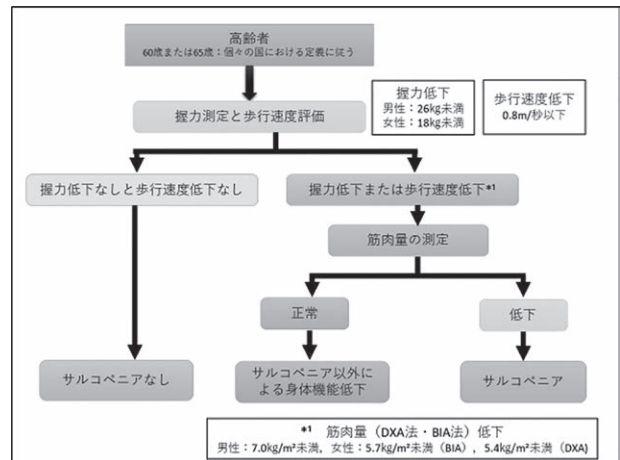 高齢者
60歳または65歳：個々の国における定義に従う
握力低下
男性：26kg未満
女性：18kg未満
歩行速度低下
0.8m/秒以下
握力測定と歩行速度評価
握力低下なしと歩行速度低下なし
握力低下または歩行速度低下*1
筋肉量の測定
正常
低下
サルコペニアなし
サルコペニア以外
による身体機能低下
サルコペニア
*1 筋肉量（DXA法・BIA法）低下
男性：7.0kg/m²未満，女性：5.7kg/m²未満（BIA），5.4kg/m²未満（DXA)